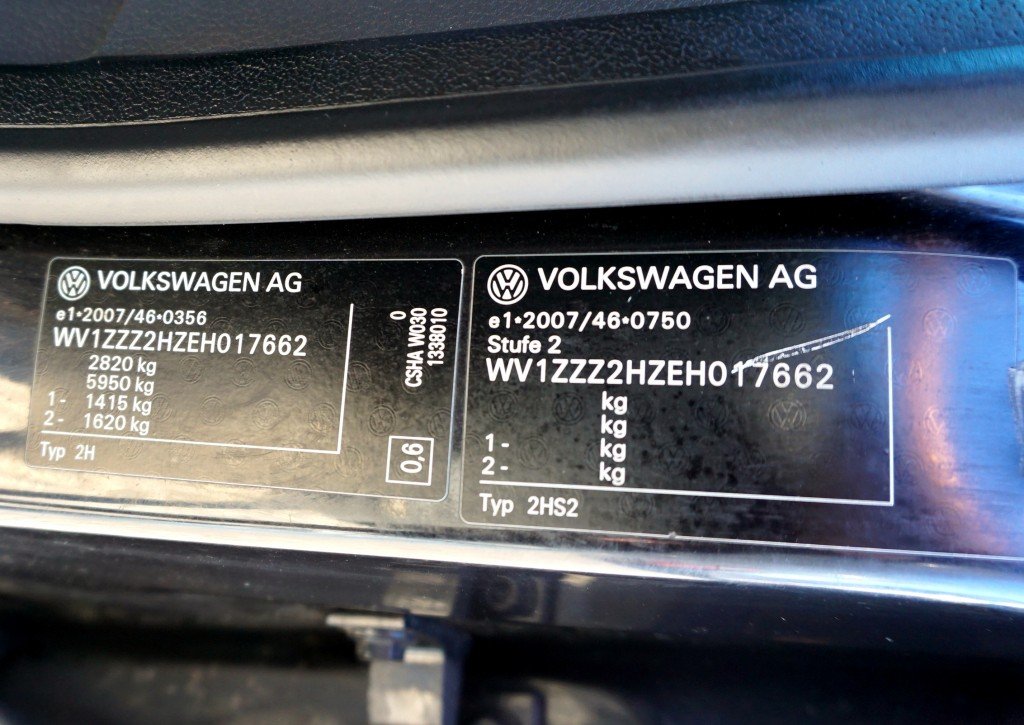 VOLKSWAGEN AG
e1*2007/46*0356
WV1ZZZ2HZEH017662
2820 kg
5950 kg
1- 1415 kg
2- 1620 kg
Typ 2H
0
CSHA W030
1338010
0,6
VOLKSWAGEN AG
e1*2007/46*0750
Stufe 2
WV1ZZZ2HZEH017662
kg
kg
1- kg
2- kg
Typ 2HS2